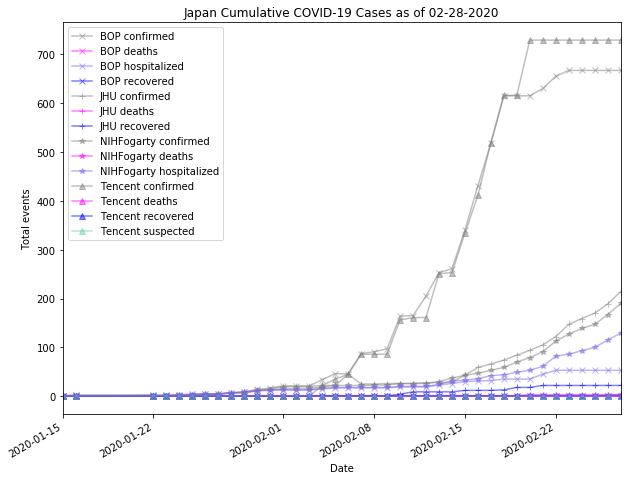 Japan Cumulative COVID-19 Cases as of 02-28-2020
BOP confirmed
BOP deaths
BOP hospitalized
BOP recovered
JHU confirmed
JHU deaths
JHU recovered
NIHFogarty confirmed
NIHFogarty deaths
NIHFogarty hospitalized
Tencent confirmed
Tencent deaths
Tencent recovered
Tencent suspected
Total events
700
600
500
400
300
200
100
0
2020-01-15
2020-01-22
2020-02-01
2020-02-08
2020-02-15
2020-02-22
Date